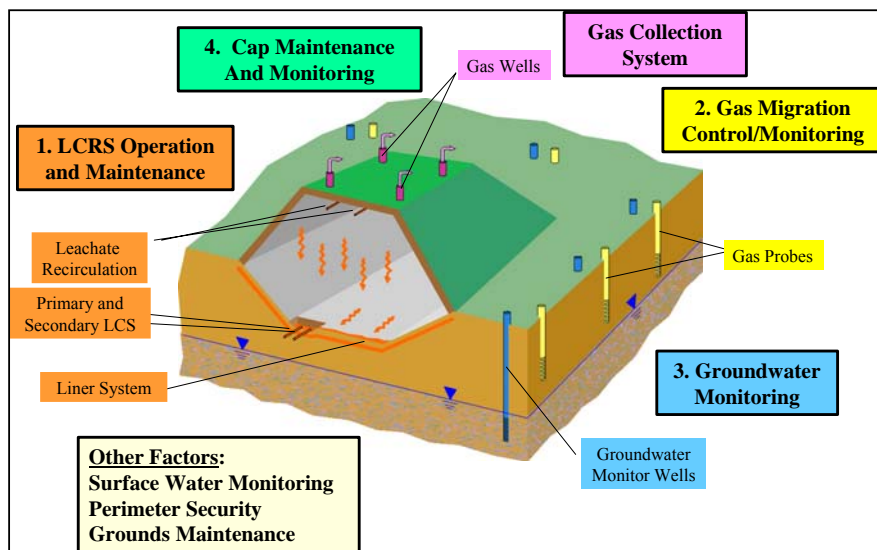 4. Cap Maintenance
And Monitoring
Gas Collection
System
Gas Wells
2. Gas Migration
Control/Monitoring
1. LCRS Operation
and Maintenance
Leachate
Recirculation
Gas Probes
Primary and
Secondary LCS
Liner System
3. Groundwater
Monitoring
Groundwater
Monitor Wells
Other Factors:
Surface Water Monitoring
Perimeter Security
Grounds Maintenance